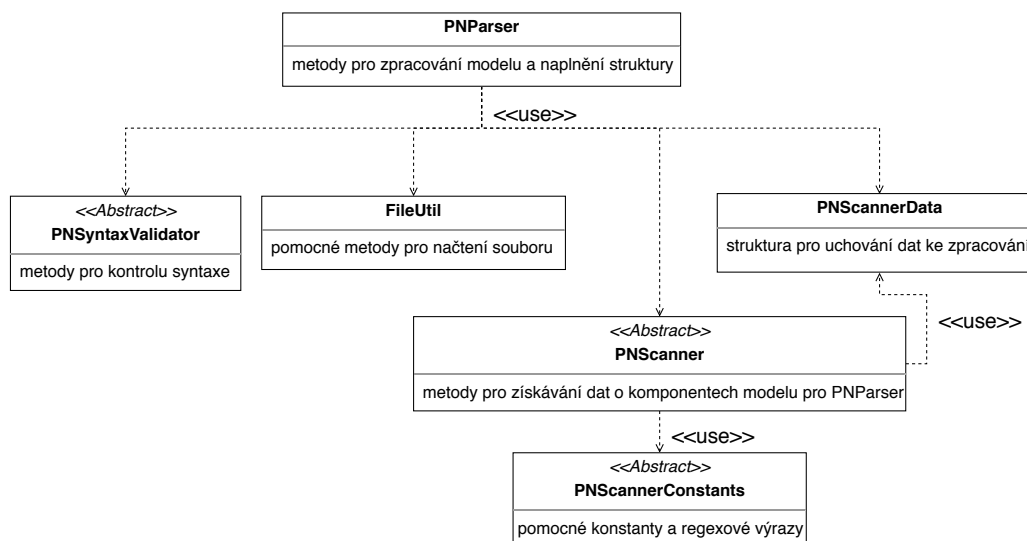 PNParser
metody pro zpracování modelu a naplnění struktury
<<use>>
<<Abstract>>
PNSyntaxValidator
metody pro kontrolu syntaxe
FileUtil
pomocné metody pro načtení souboru
PNScannerData
struktura pro uchování dat ke zpracování
<<use>>
<<Abstract>>
PNScanner
metody pro získávání dat o komponentech modelu pro PNParser
<<use>>
<<Abstract>>
PNScannerConstants
pomocné konstanty a regexové výrazy